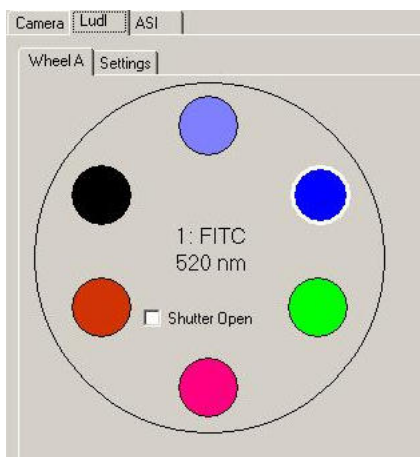 Camera Ludl ASI
Wheel A Settings
1: FITC
520 nm
Shutter Open